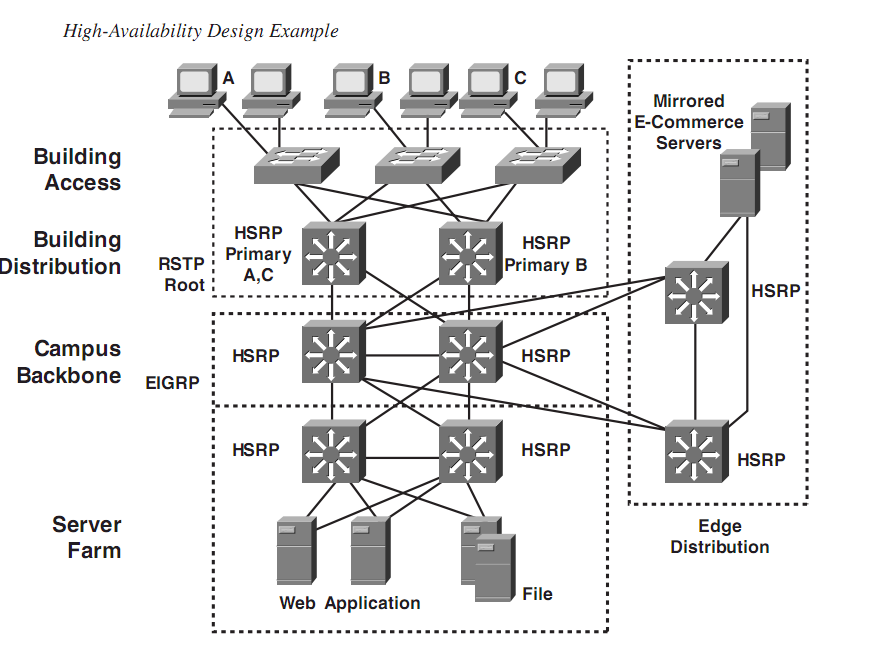 High-Availability Design Example
A
B
C
Building
Access
Building
Distribution
RSTP
Root
HSRP
Primary
A,C
HSRP
Primary B
Campus
Backbone
EIGRP
HSRP
HSRP
HSRP
HSRP
Server
Farm
Web Application
File
Mirrored
E-Commerce
Servers
HSRP
HSRP
Edge
Distribution